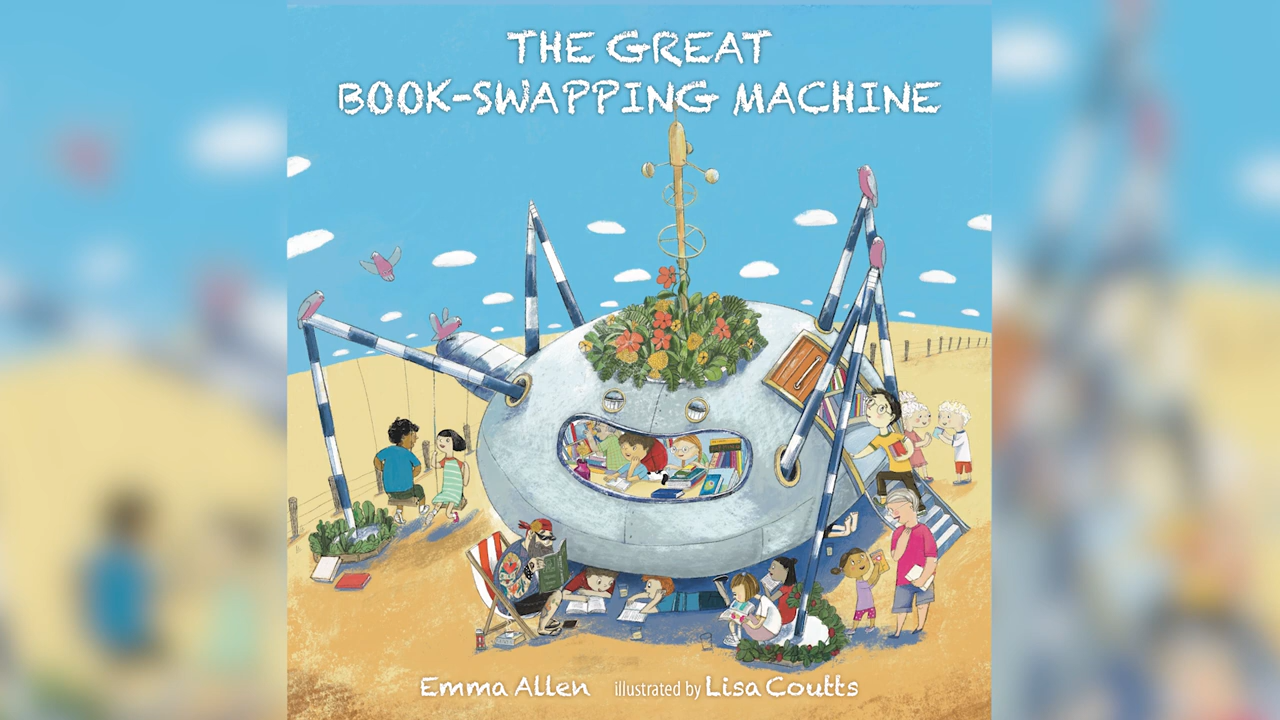 THE GREAT
BOOK-SWAPPING MACHINE
Emma Allen illustrated by Lisa Coutts